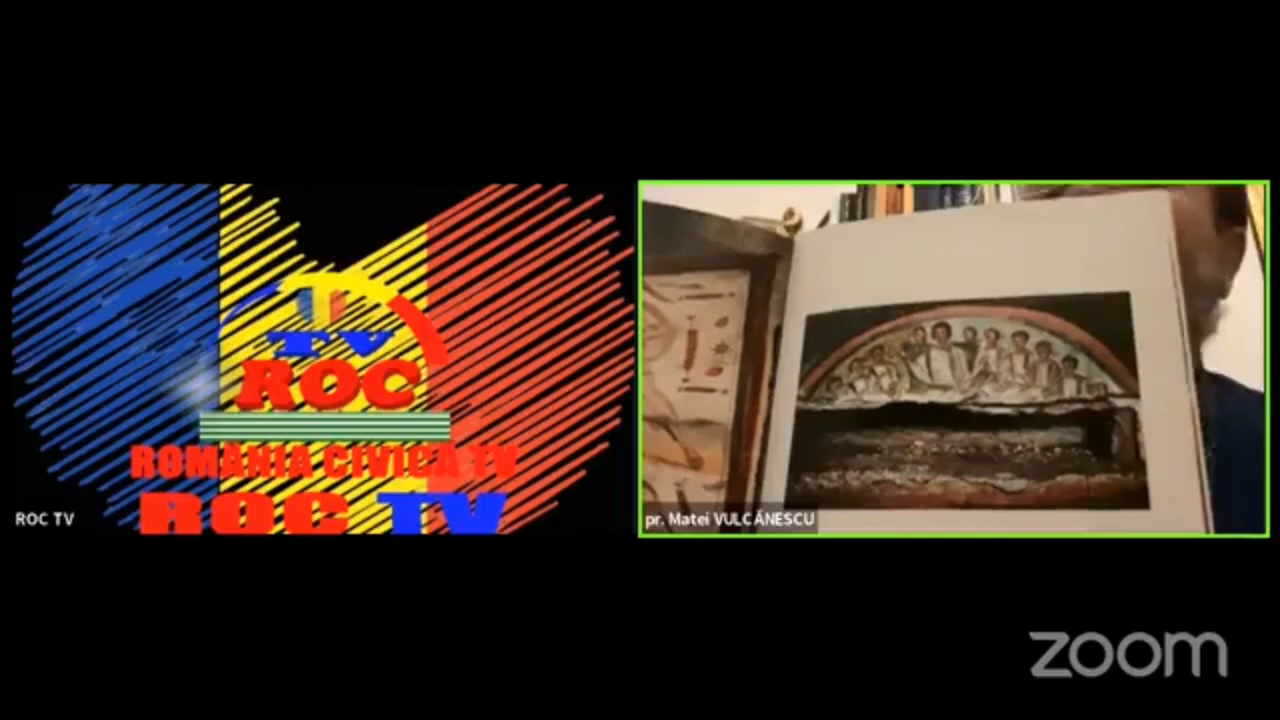 TV
ROC
ROMANIA CIVICA TV
ROC TV
ROC TV
pr. Matei VULCĂNESCU
zoom